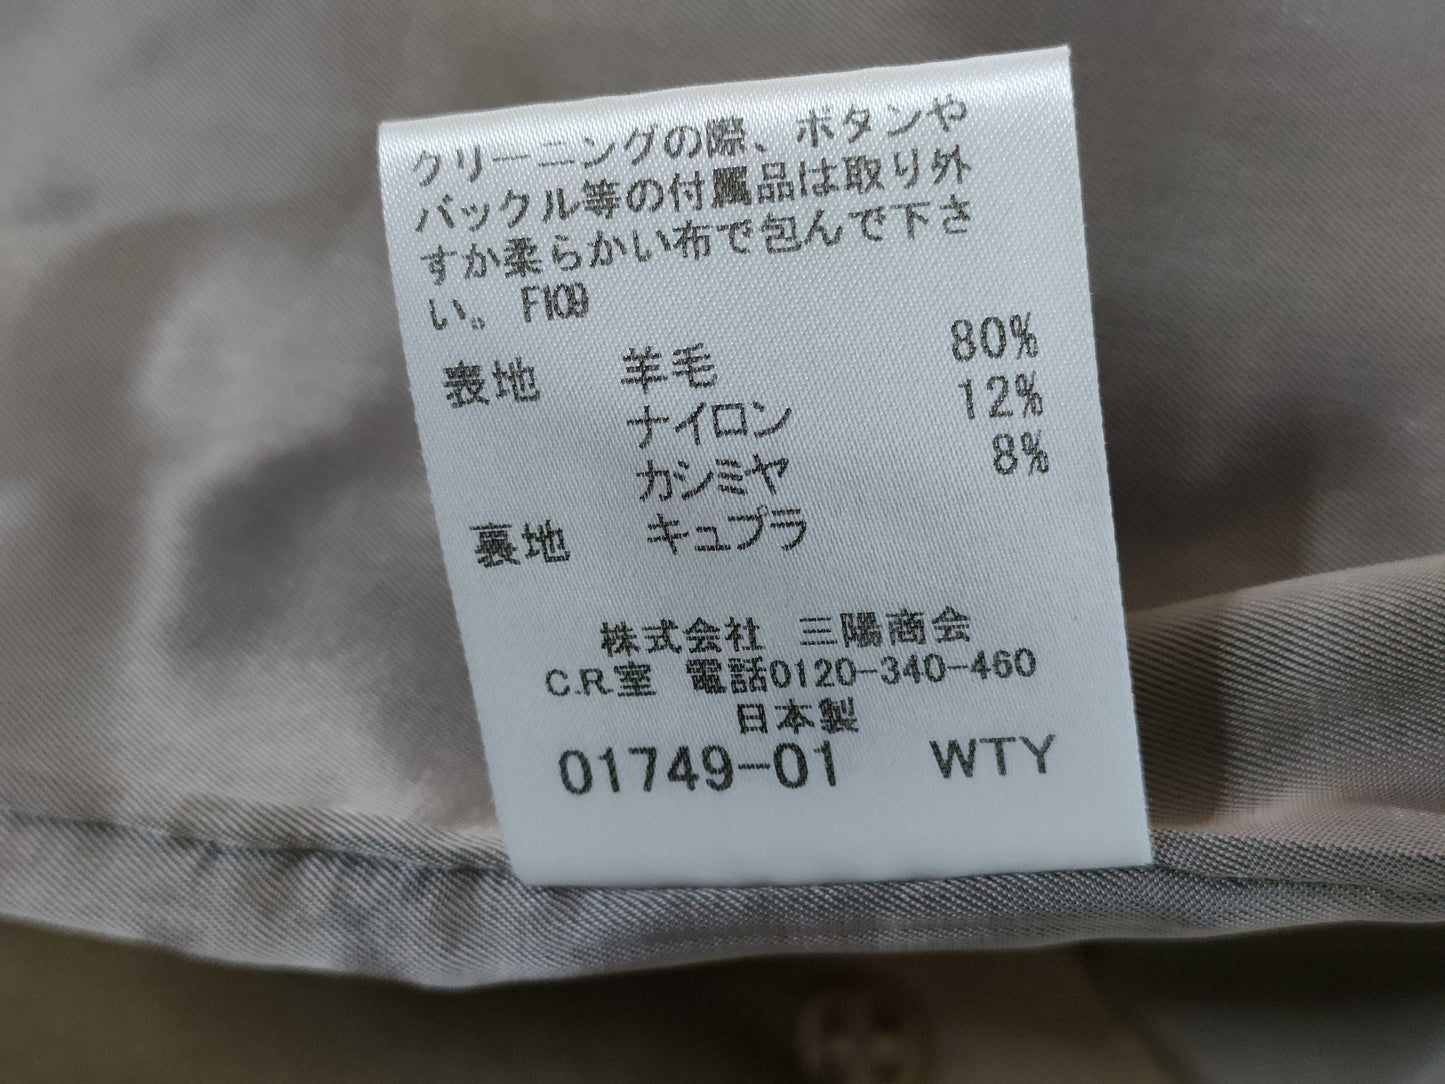 クリーニングの際、ボタンや
バックル等の付属品は取り外
すか柔らかい布で包んで下さ
い。 F109
表地 羊毛 80%
ナイロン 12%
カシミヤ 8%
裏地 キュプラ
株式会社 三陽商会
C.R.室 電話0120-340-460
日本製
01749-01 WTY